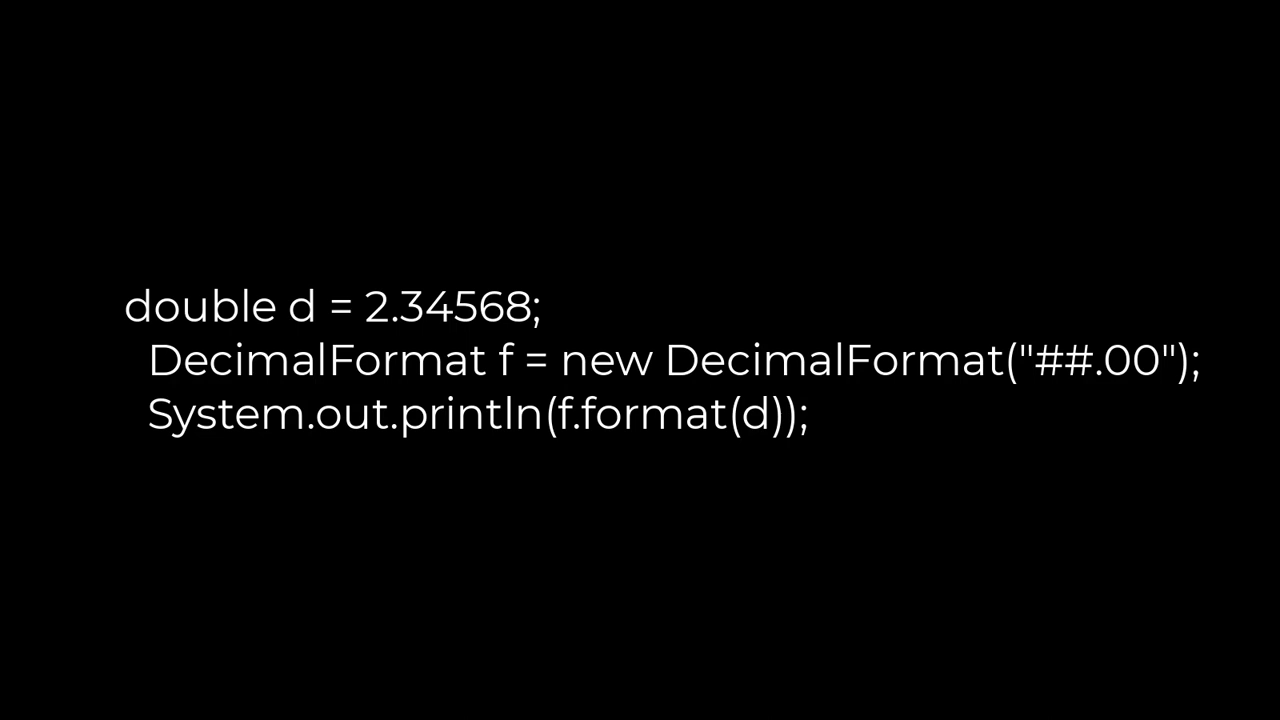 double d = 2.34568;
DecimalFormat f = new DecimalFormat("##.00");
System.out.println(f.format(d));